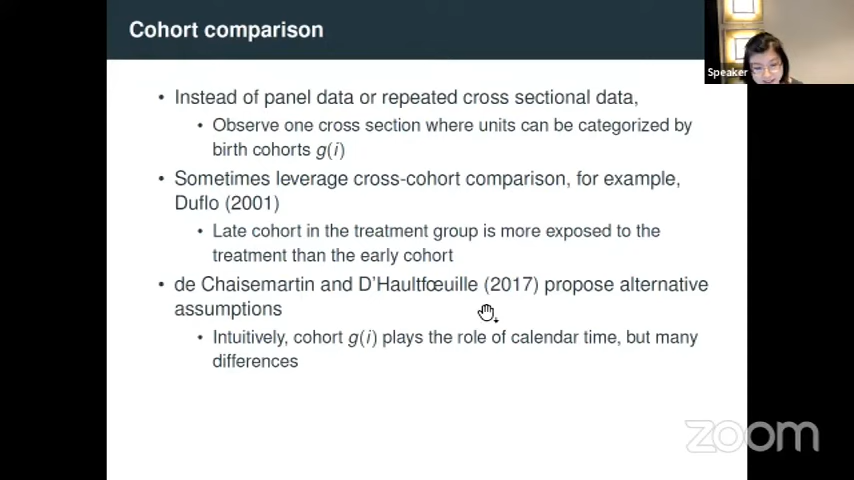 Cohort comparison
Speaker
• Instead of panel data or repeated cross sectional data,
• Observe one cross section where units can be categorized by
birth cohorts g(i)
• Sometimes leverage cross-cohort comparison, for example,
Duflo (2001)
• Late cohort in the treatment group is more exposed to the
treatment than the early cohort
• de Chaisemartin and D'Haultfœuille (2017) propose alternative
assumptions
• Intuitively, cohort g(i) plays the role of calendar time, but many
differences
zoom